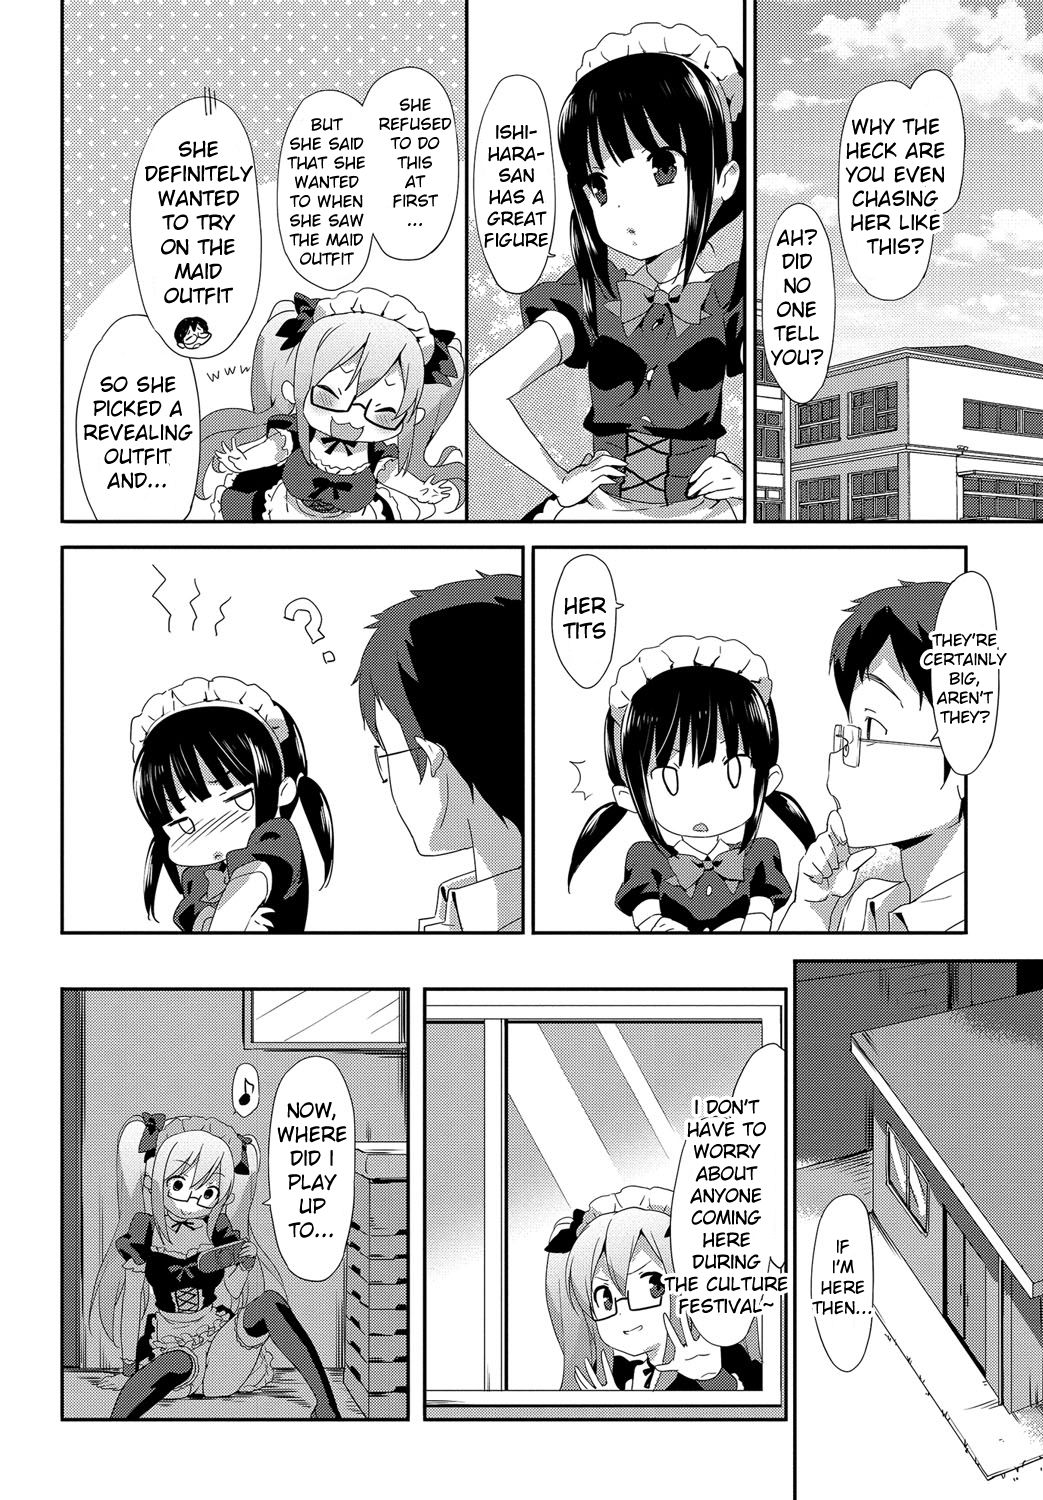 WHY THE
HECK ARE
YOU EVEN
CHASING
HER LIKE
THIS?
AH?
DID
NO
ONE
TELL
YOU?
ISHI-
HARA-
SAN
HAS A
GREAT
FIGURE
SHE
REFUSED
TO DO
THIS
AT
FIRST
...
BUT
SHE SAID
THAT SHE
WANTED
TO WHEN
SHE SAW
THE MAID
OUTFIT
SHE
DEFINITELY
WANTED
TO TRY
ON THE
MAID
OUTFIT
SO SHE
PICKED A
REVEALING
OUTFIT
AND...
www
THEY'RE
CERTAINLY
BIG,
AREN'T
THEY?
HER
TITS
?
IF
I'M
HERE
THEN...
I DON'T
HAVE TO
WORRY
ABOUT
ANYONE
COMING
HERE
DURING
THE CULTURE
FESTIVAL~
NOW,
WHERE
DID I
PLAY
UP
TO...